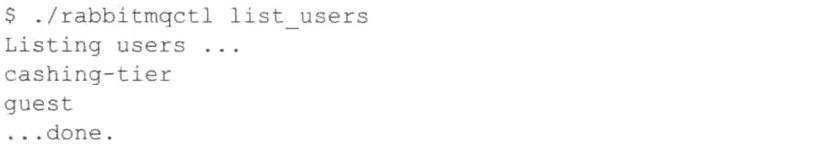 $ ./rabbitmqctl list_users
Listing users ...
cashing-tier
guest
...done.